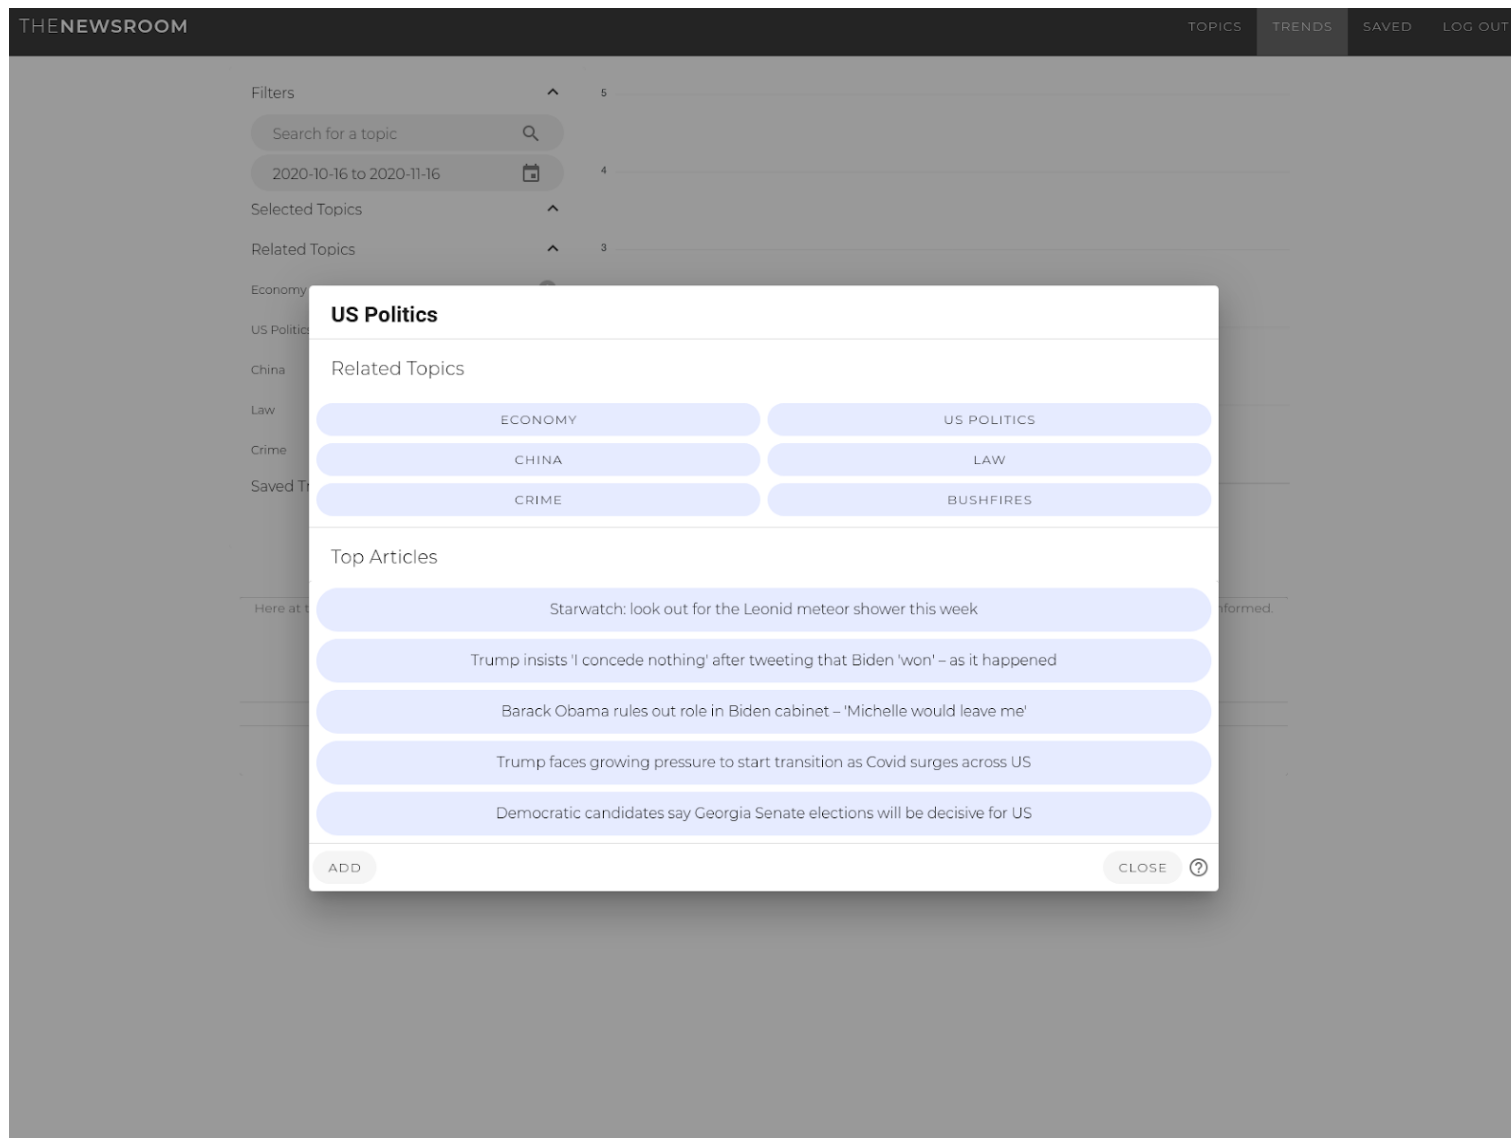 THENEWSROOM
TOPICS
TRENDS
SAVED
LOG OUT
Filters
Search for a topic
2020-10-16 to 2020-11-16
Selected Topics
Related Topics
Economy
US Politics
China
Law
Crime
Saved
5
4
3
US Politics
Related Topics
ECONOMY
US POLITICS
CHINA
LAW
CRIME
BUSHFIRES
Top Articles
Starwatch: look out for the Leonid meteor shower this week
Trump insists 'I concede nothing' after tweeting that Biden 'won' – as it happened
Barack Obama rules out role in Biden cabinet – 'Michelle would leave me'
Trump faces growing pressure to start transition as Covid surges across US
Democratic candidates say Georgia Senate elections will be decisive for US
ADD
CLOSE
Here at